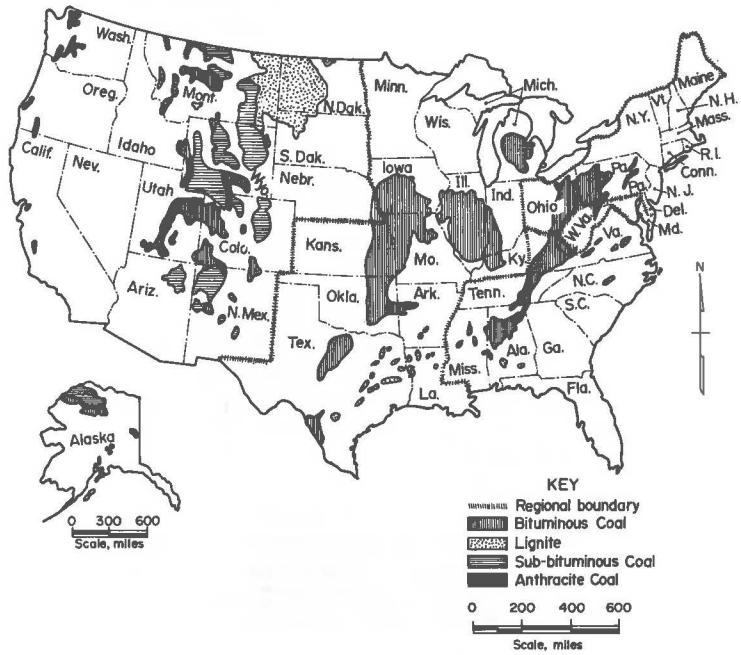 Wash.
Oreg.
Calif.
Nev.
Idaho
Mont.
N. Dak.
S. Dak.
Nebr.
Wyo.
Utah
Colo.
Ariz.
N. Mex.
Kans.
Okla.
Tex.
Minn.
Wis.
Mich.
Iowa
Ill.
Ind.
Ohio
Mo.
Ky.
Ark.
Tenn.
La.
Miss.
Ala.
Ga.
Fla.
S.C.
N.C.
Va.
W. Va.
Pa.
Pa.
N.Y.
Vt.
Maine
N.H.
Mass.
R.I.
Conn.
N.J.
Del.
Md.
N
Alaska
0 300 600
Scale, miles
KEY
Regional boundary
Bituminous Coal
Lignite
Sub-bituminous Coal
Anthracite Coal
0 200 400 600
Scale, miles